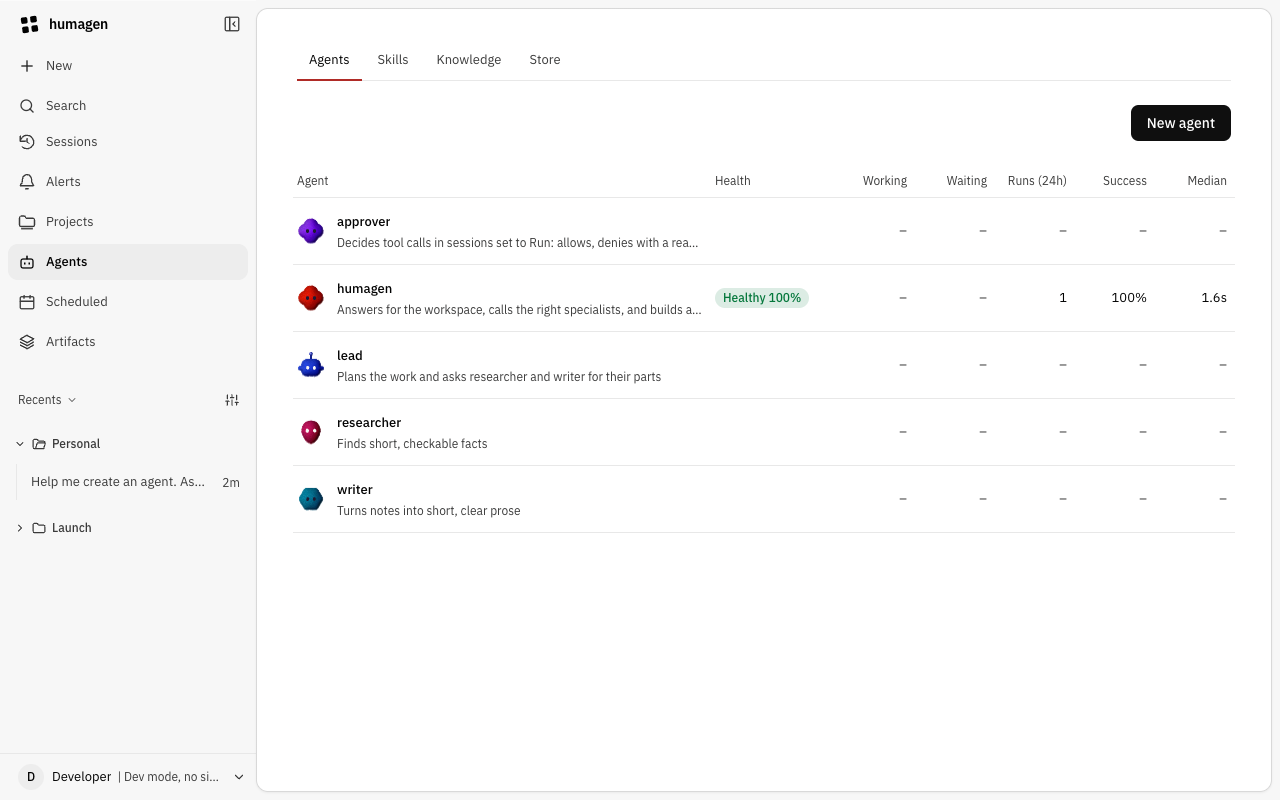 humagen
New
Search
Sessions
Alerts
Projects
Agents
Scheduled
Artifacts
Recents
Personal
Help me create an agent. As... 2m
Launch
D Developer | Dev mode, no si...
Agents Skills Knowledge Store
New agent
Agent Health Working Waiting Runs (24h) Success Median
approver
Decides tool calls in sessions set to Run: allows, denies with a rea...
– – – – –
humagen
Answers for the workspace, calls the right specialists, and builds a...
Healthy 100% – – 1 100% 1.6s
lead
Plans the work and asks researcher and writer for their parts
– – – – –
researcher
Finds short, checkable facts
– – – – –
writer
Turns notes into short, clear prose
– – – – –